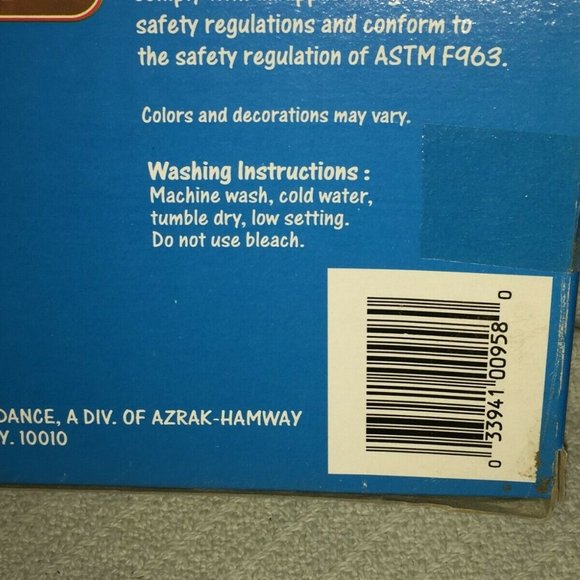 safety regulations and conform to
the safety regulation of ASTM F963.
Colors and decorations may vary.
Washing Instructions :
Machine wash, cold water,
tumble dry, low setting.
Do not use bleach.
DANCE, A DIV. OF AZRAK-HAMWAY
Y. 10010
0 33941 00958 0